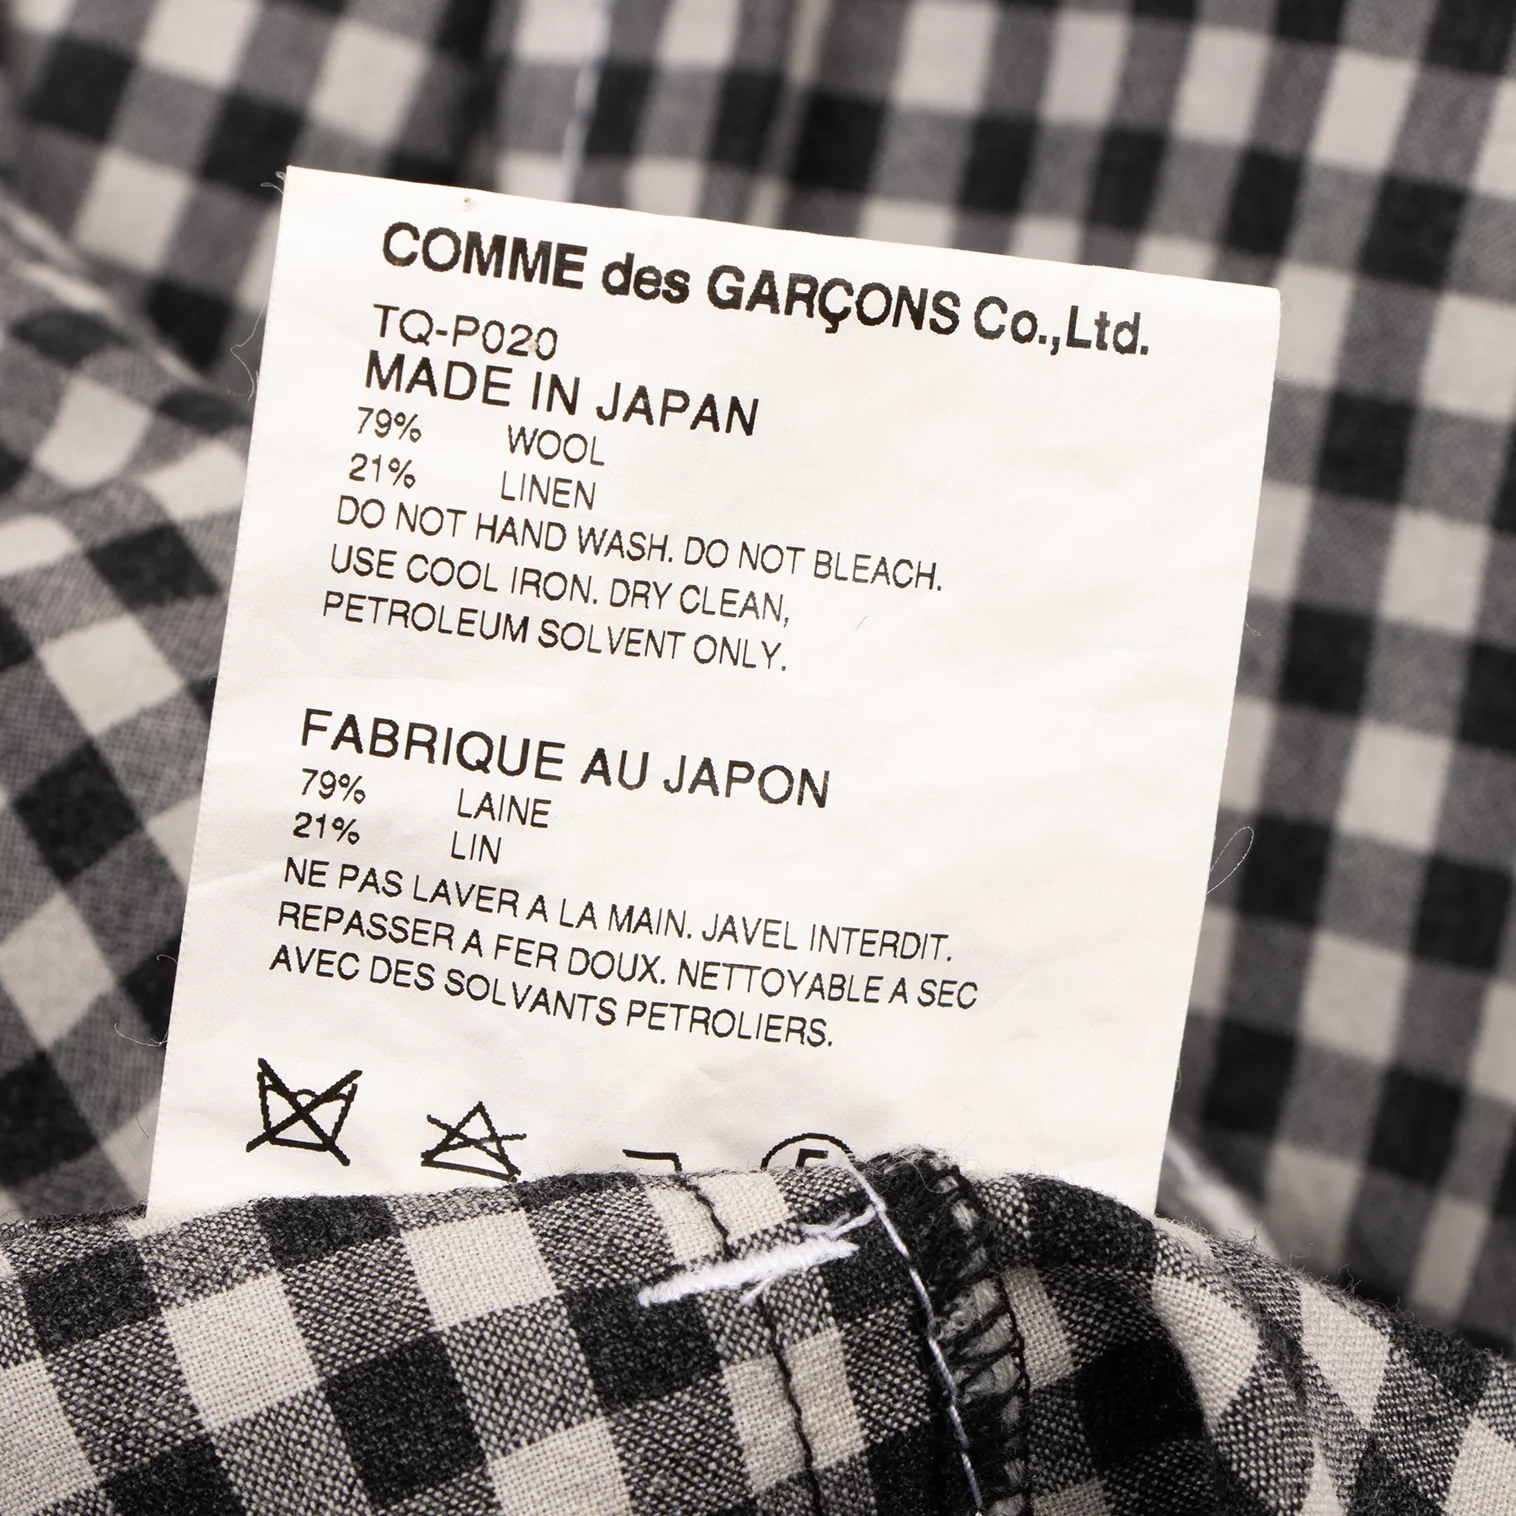 COMME des GARÇONS Co.,Ltd.
TQ-P020
MADE IN JAPAN
79% WOOL
21% LINEN
DO NOT HAND WASH. DO NOT BLEACH.
USE COOL IRON. DRY CLEAN,
PETROLEUM SOLVENT ONLY.
FABRIQUE AU JAPON
79% LAINE
21% LIN
NE PAS LAVER A LA MAIN. JAVEL INTERDIT.
REPASSER A FER DOUX. NETTOYABLE A SEC
AVEC DES SOLVANTS PETROLIERS.